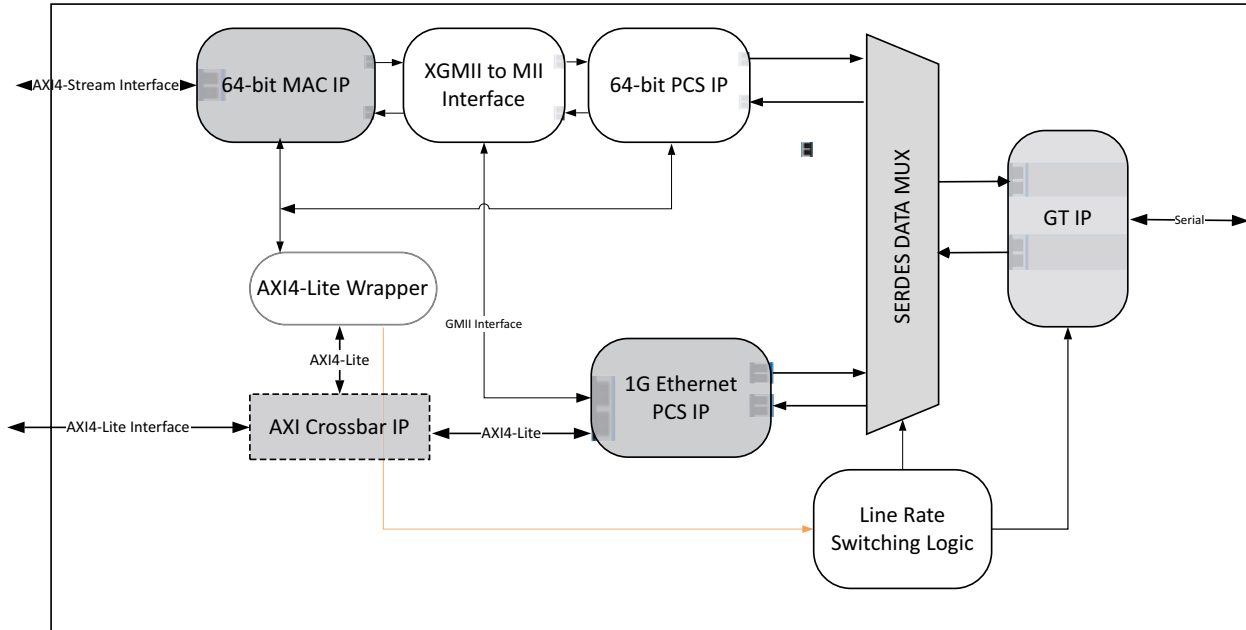 AXI4-Stream Interface
64-bit MAC IP
XGMII to MII
Interface
64-bit PCS IP
SERDES DATA MUX
GT IP
Serial
AXI4-Lite Wrapper
GMII Interface
AXI4-Lite
1G Ethernet
PCS IP
AXI4-Lite Interface
AXI Crossbar IP
AXI4-Lite
Line Rate
Switching Logic